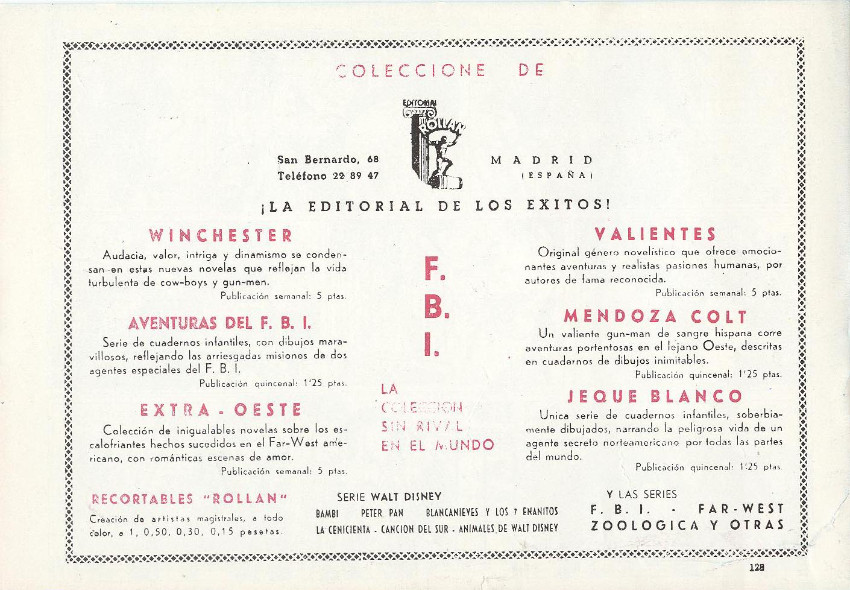 COLECCIONE DE
EDITORIAL
ROLLAN
San Bernardo, 68
Teléfono 22 89 47
MADRID
(ESPAÑA)
¡LA EDITORIAL DE LOS EXITOS!
WINCHESTER
Audacia, valor, intriga y dinamismo se conden-
san en estas nuevas novelas que reflejan la vida
turbulenta de cow-boys y gun-men.
Publicación semanal: 5 ptas.
AVENTURAS DEL F. B. I.
Serie de cuadernos infantiles, con dibujos mara-
villosos, reflejando las arriesgadas misiones de dos
agentes especiales del F. B. I.
Publicación quincenal: 1'25 ptas.
EXTRA - OESTE
Colección de inigualables novelas sobre los es-
calofriantes hechos sucedidos en el Far-West ame-
ricano, con románticas escenas de amor.
Publicación semanal: 5 ptas.
F.
B.
I.
LA
COLECCION
SIN RIVAL
EN EL MUNDO
VALIENTES
Original género novelístico que ofrece emocio-
nantes aventuras y realistas pasiones humanas, por
autores de fama reconocida.
Publicación semanal: 5 ptas.
MENDOZA COLT
Un valiente gun-man de sangre hispana corre
aventuras portentosas en el lejano Oeste, descritas
en cuadernos de dibujos inimitables.
Publicación quincenal: 1'25 ptas.
JEQUE BLANCO
Unica serie de cuadernos infantiles, soberbia-
mente dibujados, narrando la peligrosa vida de un
agente secreto norteamericano por todas las partes
del mundo.
Publicación quincenal: 1'25 ptas.
RECORTABLES "ROLLAN"
Creación de artistas magistrales, a todo
color, a 1, 0,50, 0,30, 0,15 pesetas.
SERIE WALT DISNEY
BAMBI PETER PAN BLANCANIEVES Y LOS 7 ENANITOS
LA CENICIENTA - CANCION DEL SUR - ANIMALES DE WALT DISNEY
Y LAS SERIES
F. B. I. - FAR-WEST
ZOOLOGICA Y OTRAS
128